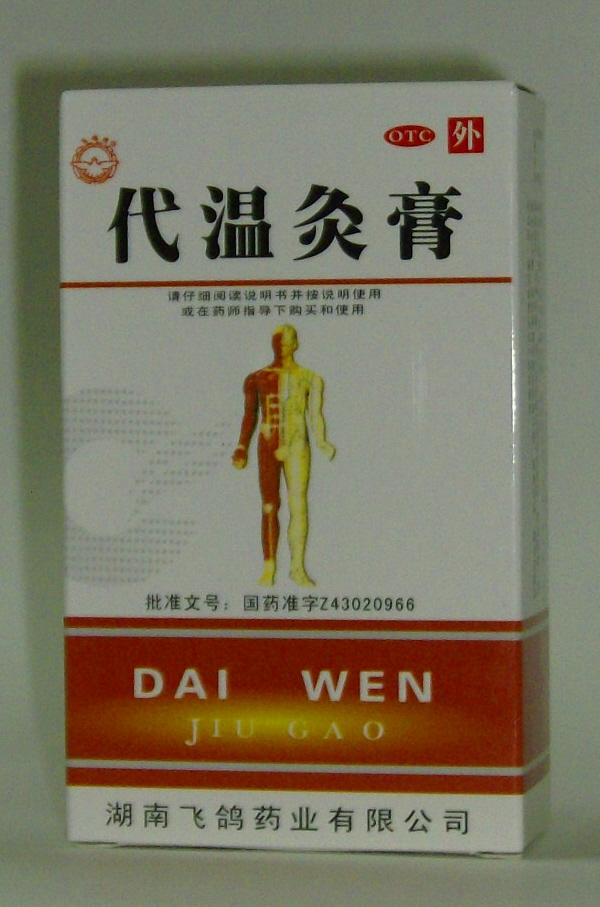 OTC 外
代温灸膏
请仔细阅读说明书并按说明使用
或在药师指导下购买和使用
批准文号：国药准字Z43020966
DAI WEN
JIU GAO
湖南飞鸽药业有限公司